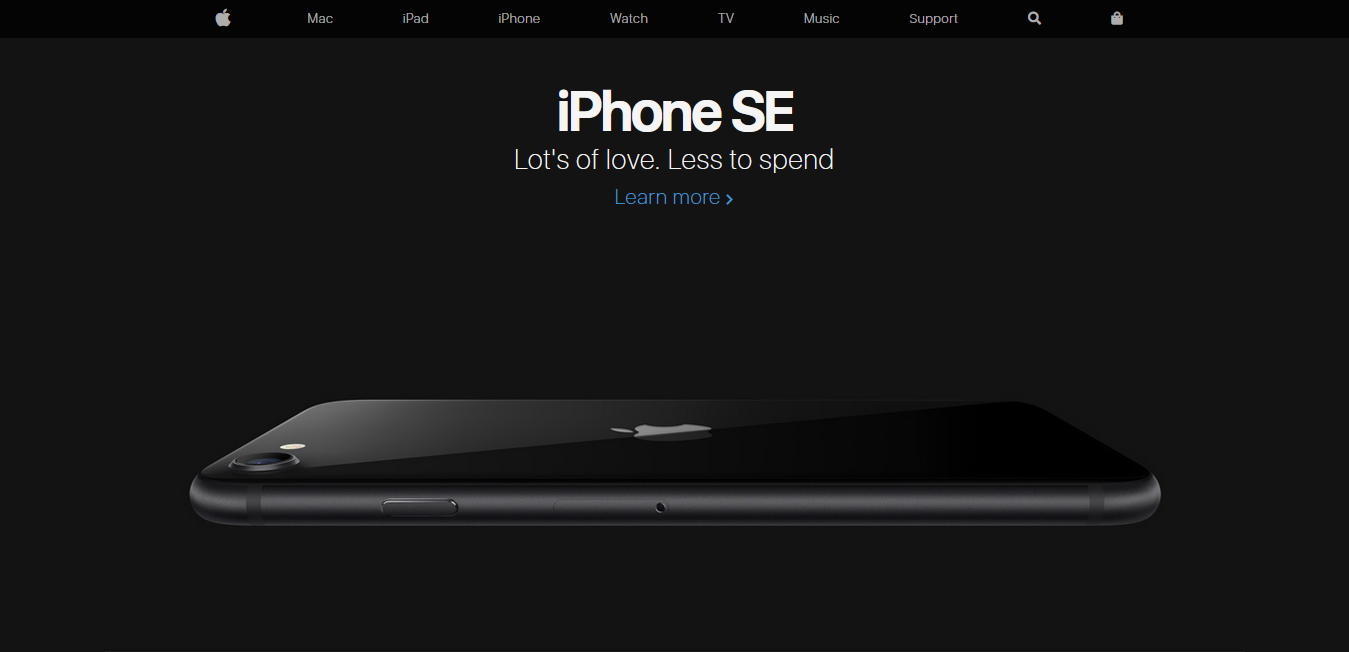 Mac iPad iPhone Watch TV Music Support
iPhone SE
Lot's of love. Less to spend
Learn more